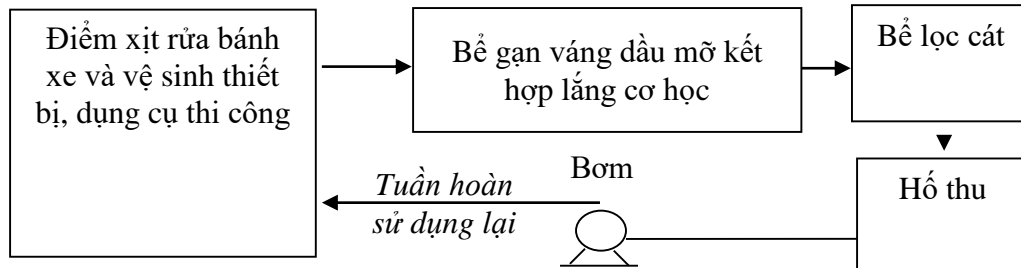 Điểm xịt rửa bánh
xe và vệ sinh thiết
bị, dụng cụ thi công
Bể gạn váng dầu mỡ kết
hợp lắng cơ học
Bể lọc cát
Hố thu
Bơm
Tuần hoàn
sử dụng lại